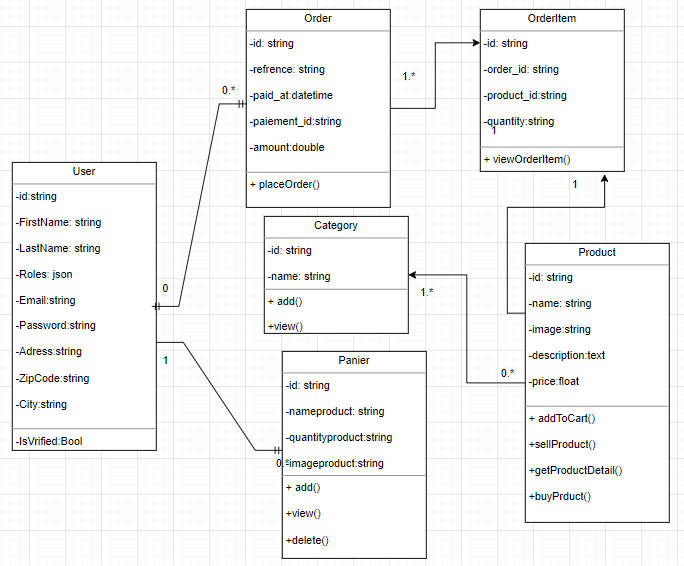 Order
-id: string
-refrence: string
-paid_at:datetime
-paiement_id:string
-amount:double
+ placeOrder()
OrderItem
-id: string
-order_id: string
-product_id:string
-quantity:string
1
+ viewOrderItem()
1..*
0..*
User
-id:string
-FirstName: string
-LastName: string
-Roles: json
-Email:string
-Password:string
-Adress:string
-ZipCode:string
-City:string
-IsVrified:Bool
0
1
Category
-id: string
-name: string
+ add()
+view()
1..*
0..*
1
Product
-id: string
-name: string
-image:string
-description:text
-price:float
+ addToCart()
+sellProduct()
+getProductDetail()
+buyPrduct()
Panier
-id: string
-nameproduct: string
-quantityproduct:string
0..*
-imageproduct:string
+ add()
+view()
+delete()